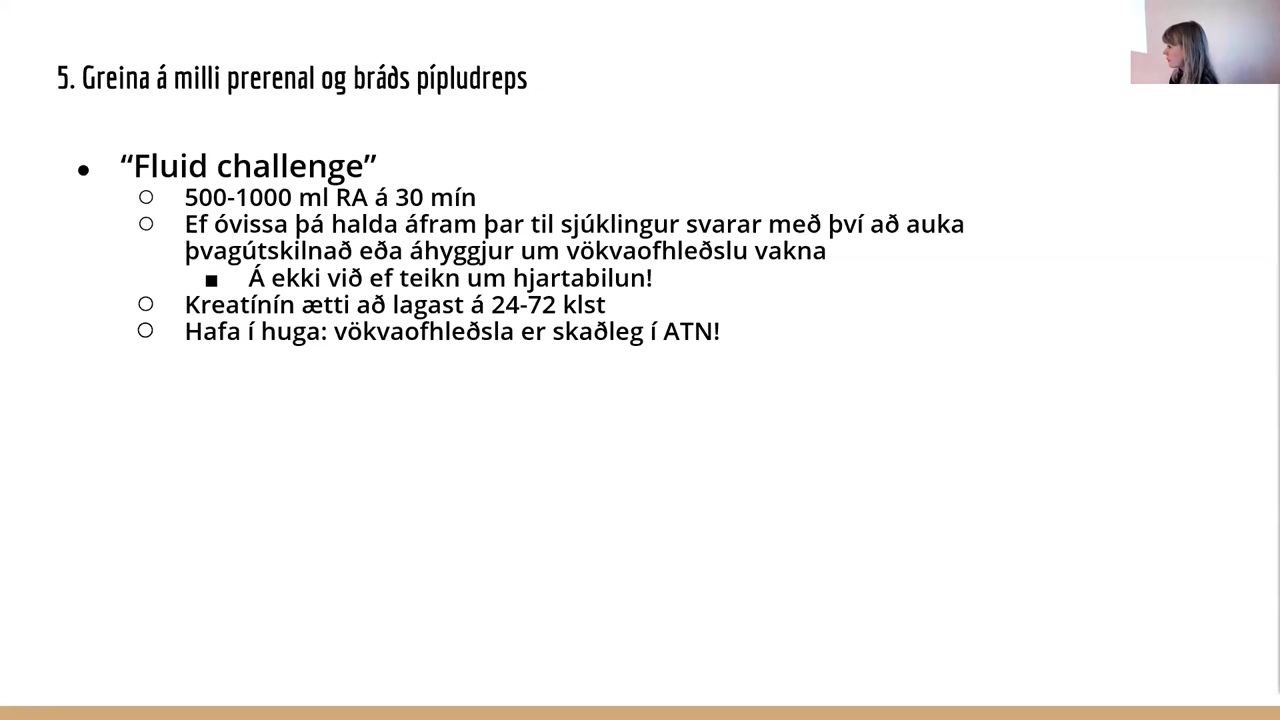 5. Greina á milli prerenal og bráðs pípludreps
● “Fluid challenge”
○ 500-1000 ml RA á 30 mín
○ Ef óvissa þá halda áfram þar til sjúklingur svarar með því að auka
þvagútskilnað eða áhyggjur um vökvaofhleðslu vakna
■ Á ekki við ef teikn um hjartabilun!
○ Kreatínín ætti að lagast á 24-72 klst
○ Hafa í huga: vökvaofhleðsla er skaðleg í ATN!